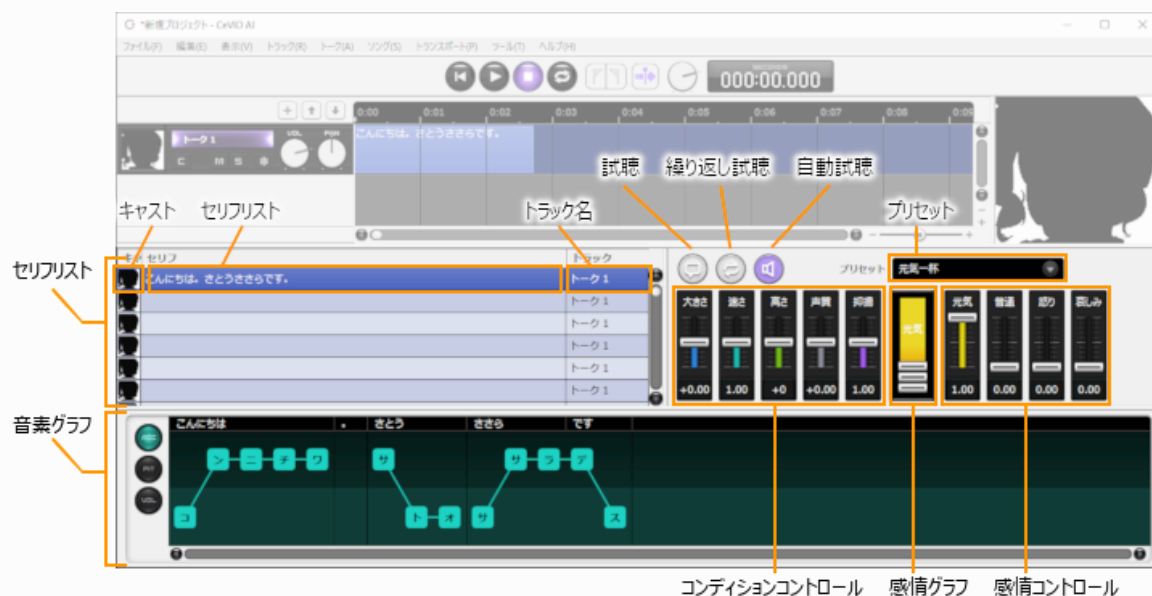 *新規プロジェクト - CeVIO AI
ファイル(F) 編集(E) 表示(V) トラック(R) トーク(A) ソング(S) トランスポート(P) ツール(T) ヘルプ(H)
SECONDS
000:00.000
0:00 0:01 0:02 0:03 0:04 0:05 0:06 0:07 0:08 0:09
トーク 1 VOL PAN
C M S
こんにちは。さとうささらです。
試聴 繰り返し試聴 自動試聴
キャスト セリフリスト トラック名 プリセット
セリフリスト
キャ セリフ トラック
プリセット 元気一杯
こんにちは。さとうささらです。 トーク 1
トーク 1
トーク 1
トーク 1
トーク 1
トーク 1
大きさ 速さ 高さ 声質 抑揚 元気 元気 普通 怒り 哀しみ
+0.00 1.00 +0 +0.00 1.00 1.00 0.00 0.00 0.00
音素グラフ
こんにちは 。 さとう ささら です
PIT
VOL
コ ン ニ チ ワ サ ト オ サ サ ラ デ ス
コンディションコントロール 感情グラフ 感情コントロール